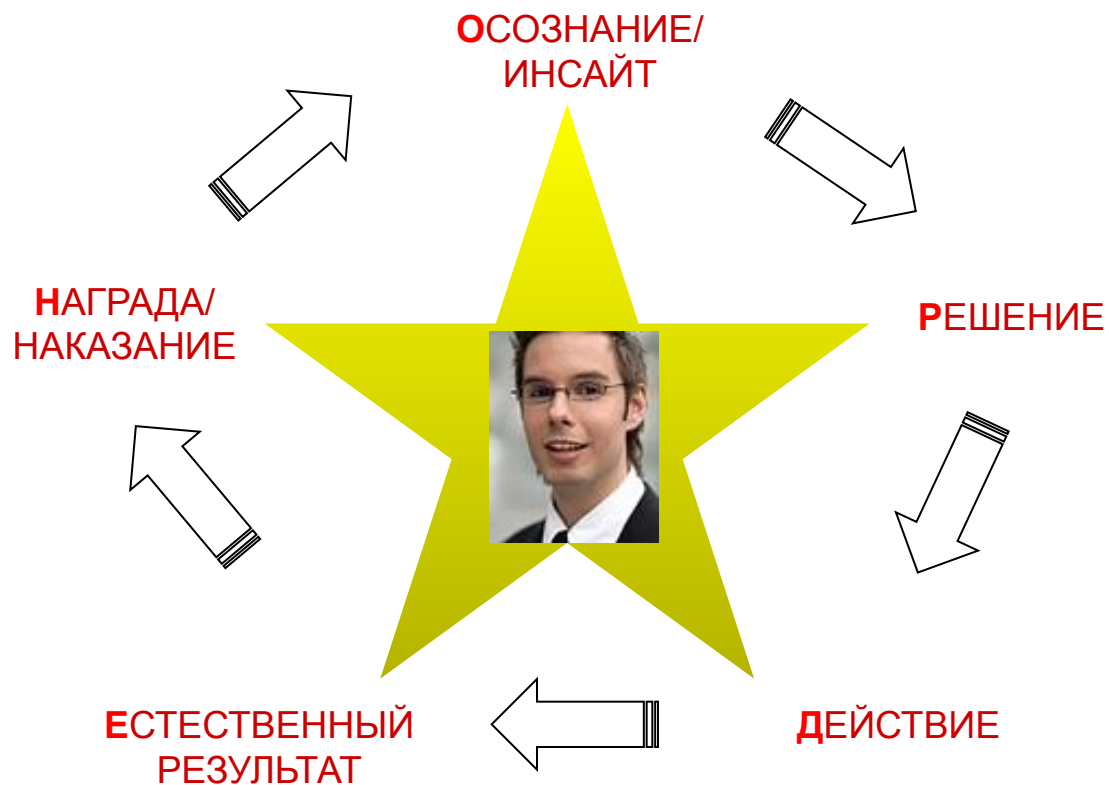 ОСОЗНАНИЕ/
ИНСАЙТ
РЕШЕНИЕ
ДЕЙСТВИЕ
ЕСТЕСТВЕННЫЙ
РЕЗУЛЬТАТ
НАГРАДА/
НАКАЗАНИЕ